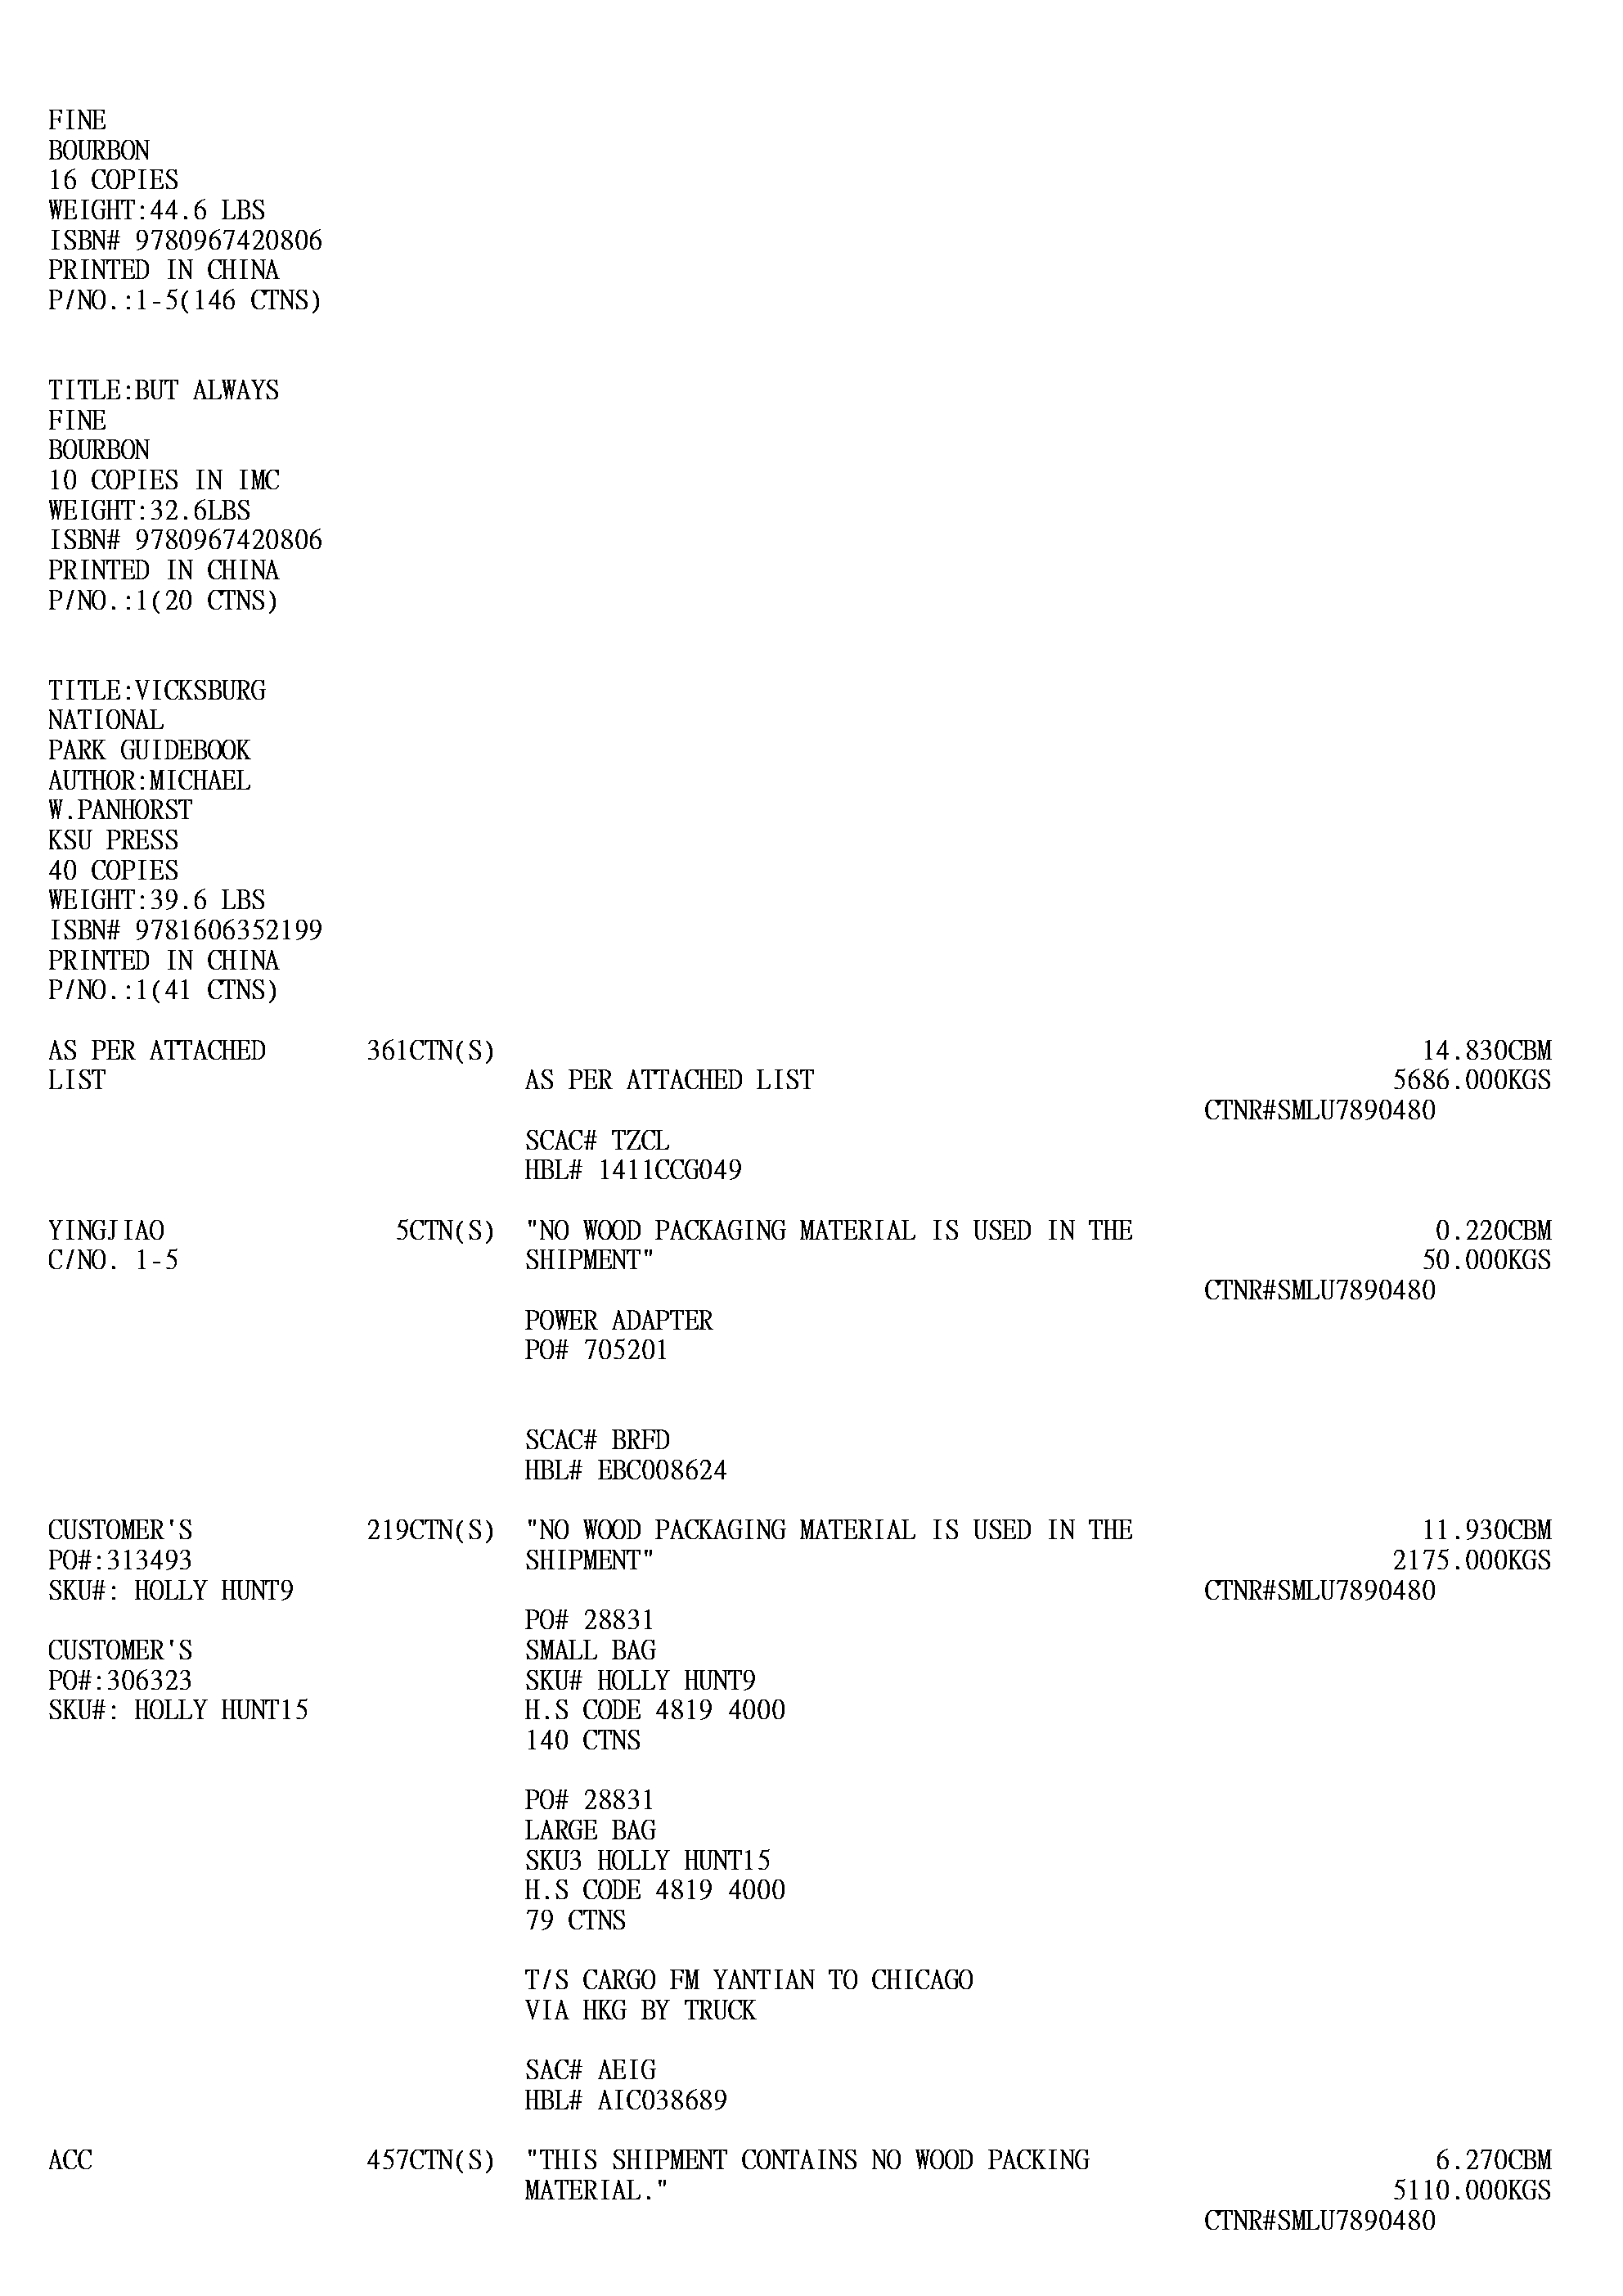 FINE
BOURBON
16 COPIES
WEIGHT:44.6 LBS
ISBN# 9780967420806
PRINTED IN CHINA
P/NO.:1-5(146 CTNS)
TITLE:BUT ALWAYS
FINE
BOURBON
10 COPIES IN IMC
WEIGHT:32.6LBS
ISBN# 9780967420806
PRINTED IN CHINA
P/NO.:1(20 CTNS)
TITLE:VICKSBURG
NATIONAL
PARK GUIDEBOOK
AUTHOR:MICHAEL
W.PANHORST
KSU PRESS
40 COPIES
WEIGHT:39.6 LBS
ISBN# 9781606352199
PRINTED IN CHINA
P/NO.:1(41 CTNS)
AS PER ATTACHED 361CTN(S) 14.830CBM
LIST AS PER ATTACHED LIST 5686.000KGS
CTNR#SMLU7890480
SCAC# TZCL
HBL# 1411CCG049
YINGJIAO 5CTN(S) "NO WOOD PACKAGING MATERIAL IS USED IN THE 0.220CBM
C/NO. 1-5 SHIPMENT" 50.000KGS
CTNR#SMLU7890480
POWER ADAPTER
PO# 705201
SCAC# BRFD
HBL# EBC008624
CUSTOMER'S 219CTN(S) "NO WOOD PACKAGING MATERIAL IS USED IN THE 11.930CBM
PO#:313493 SHIPMENT" 2175.000KGS
SKU#: HOLLY HUNT9 CTNR#SMLU7890480
PO# 28831
CUSTOMER'S SMALL BAG
PO#:306323 SKU# HOLLY HUNT9
SKU#: HOLLY HUNT15 H.S CODE 4819 4000
140 CTNS
PO# 28831
LARGE BAG
SKU3 HOLLY HUNT15
H.S CODE 4819 4000
79 CTNS
T/S CARGO FM YANTIAN TO CHICAGO
VIA HKG BY TRUCK
SAC# AEIG
HBL# AIC038689
ACC 457CTN(S) "THIS SHIPMENT CONTAINS NO WOOD PACKING 6.270CBM
MATERIAL." 5110.000KGS
CTNR#SMLU7890480